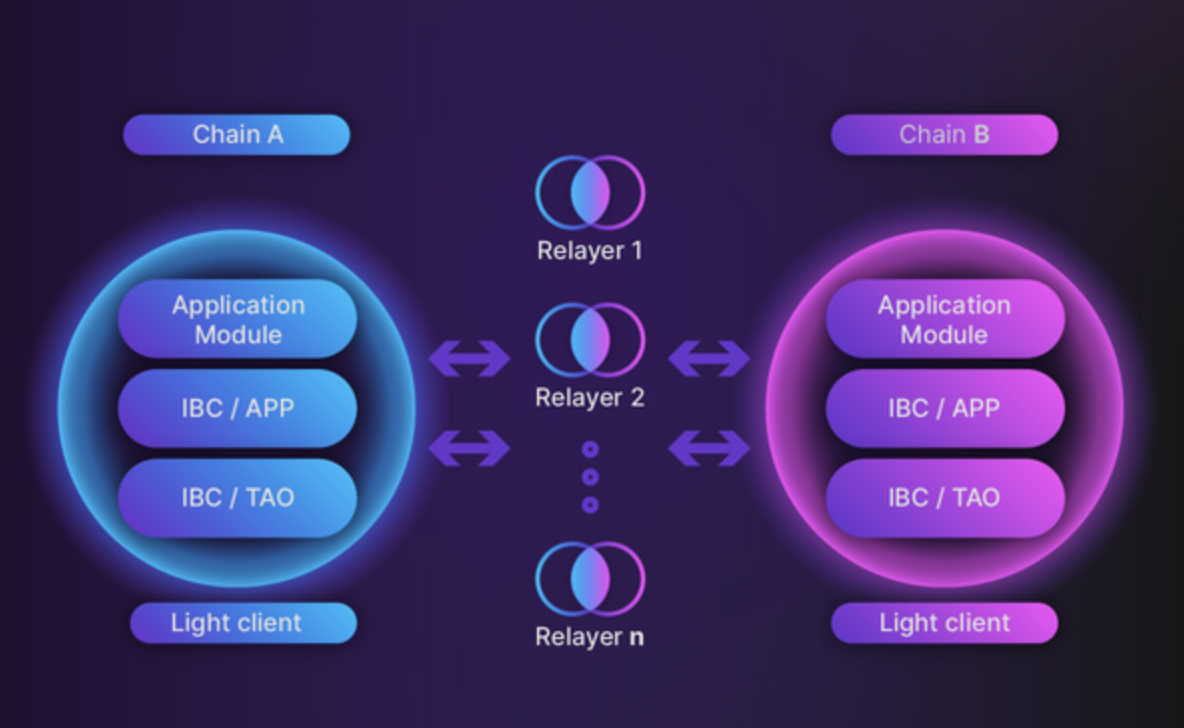 Chain A
Application
Module
IBC / APP
IBC / TAO
Light client
Relayer 1
Relayer 2
Relayer n
Chain B
Application
Module
IBC / APP
IBC / TAO
Light client